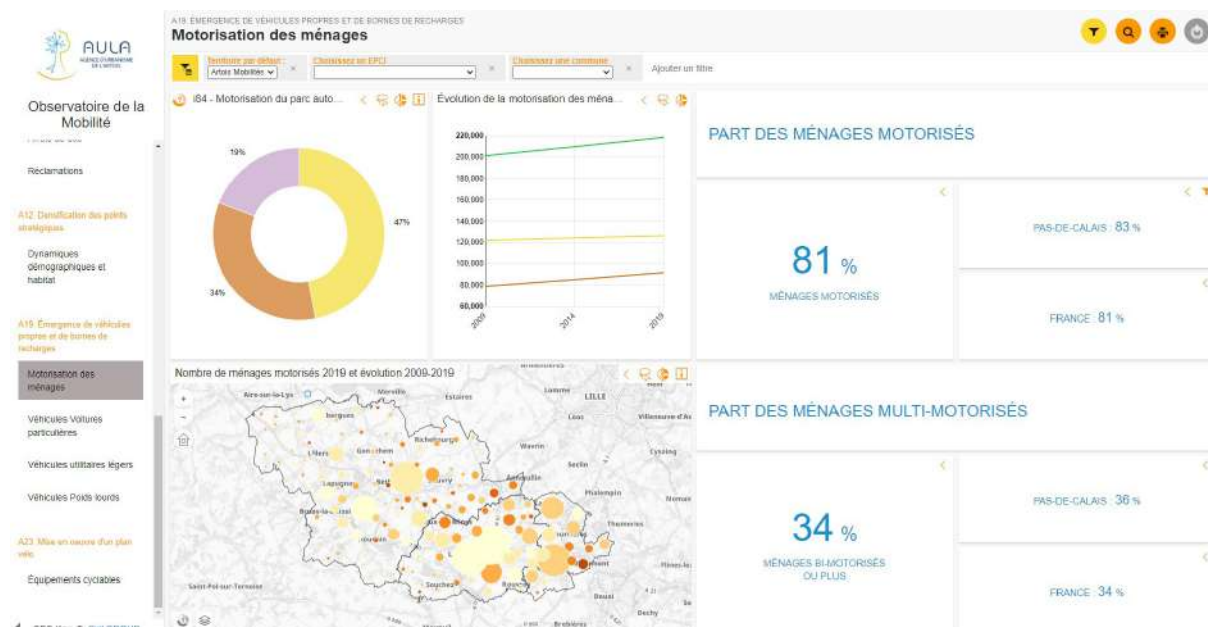 AULA
AGENCE D'URBANISME
DE L'ARTOIS
Observatoire de la
Mobilité
Réclamations
A12. Densification des points
stratégiques
Dynamiques
démographiques et
habitat
A19. Émergence de véhicules
propres et de bornes de
recharges
Motorisation des
ménages
Véhicules Voitures
particulières
Véhicules utilitaires légers
Véhicules Poids lourds
A23. Mise en oeuvre d'un plan
vélo
Équipements cyclables
A19. ÉMERGENCE DE VÉHICULES PROPRES ET DE BORNES DE RECHARGES
Motorisation des ménages
Territoire par défaut :
Artois Mobilités
Choisissez un EPCI
Choisissez une commune
Ajouter un filtre
i84 - Motorisation du parc auto...
19%
47%
34%
Évolution de la motorisation des ména...
220,000
200,000
180,000
160,000
140,000
120,000
100,000
80,000
60,000
2009
2014
2019
PART DES MÉNAGES MOTORISÉS
81 %
MÉNAGES MOTORISÉS
PAS-DE-CALAIS : 83 %
FRANCE : 81 %
Nombre de ménages motorisés 2019 et évolution 2009-2019
Aire-sur-la-Lys
Merville
Estaires
Lomme
LILLE
Loos
Villeneuve-d'As
Wavrin
Cysoing
Seclin
Phalempin
Thumeries
Saint-Pol-sur-Ternoise
Souchez
Douai
Dechy
Brebières
PART DES MÉNAGES MULTI-MOTORISÉS
34 %
MÉNAGES BI-MOTORISÉS
OU PLUS
PAS-DE-CALAIS : 36 %
FRANCE : 34 %